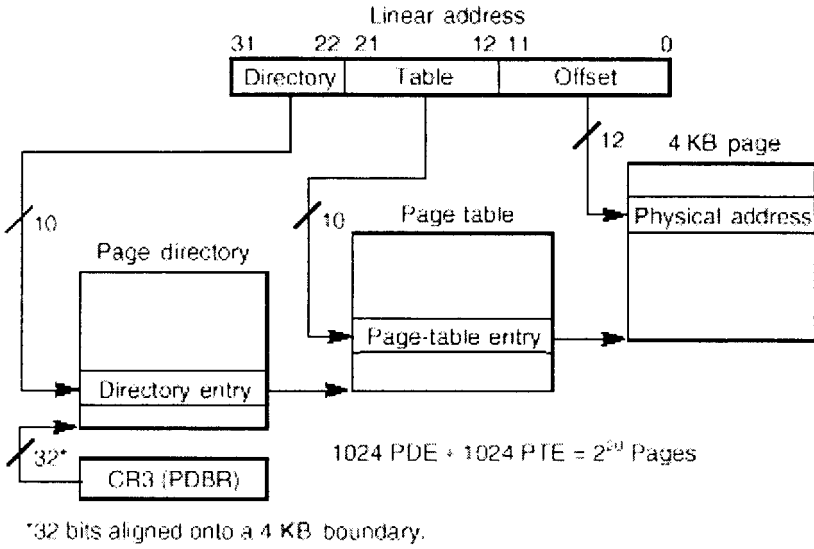 Linear address
31 22 21 12 11 0
Directory Table Offset
12
4 KB page
10
10
Page table
Physical address
Page directory
Page-table entry
Directory entry
32*
1024 PDE * 1024 PTE = 2²⁰ Pages
CR3 (PDBR)
*32 bits aligned onto a 4 KB boundary.